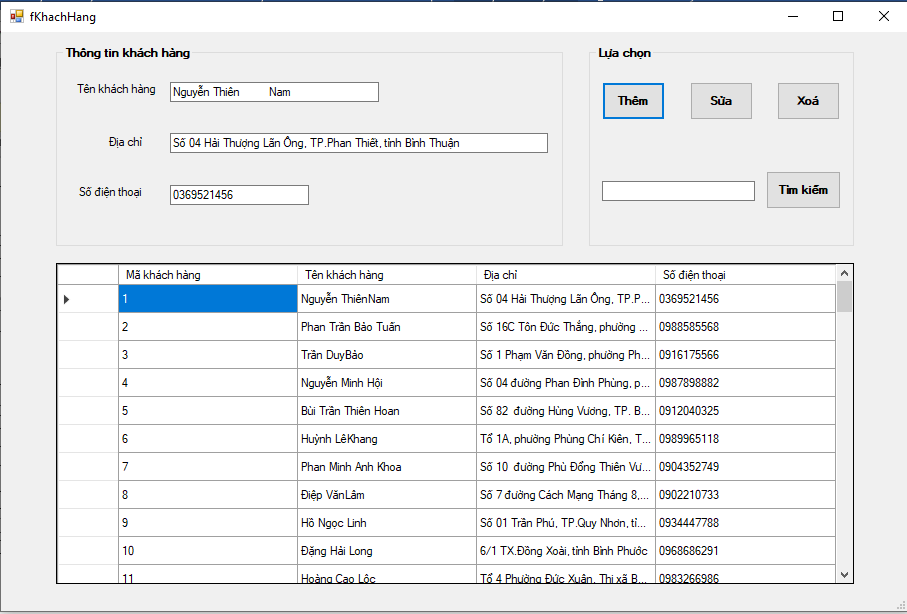 fKhachHang
Thông tin khách hàng
Tên khách hàng Nguyễn Thiên Nam
Địa chỉ Số 04 Hải Thượng Lãn Ông, TP.Phan Thiết, tỉnh Bình Thuận
Số điện thoại 0369521456
Lựa chọn
Thêm Sửa Xoá
Tìm kiếm
Mã khách hàng Tên khách hàng Địa chỉ Số điện thoại
1 Nguyễn ThiênNam Số 04 Hải Thượng Lãn Ông, TP.P... 0369521456
2 Phan Trần Bảo Tuấn Số 16C Tôn Đức Thắng, phường ... 0988585568
3 Trần DuyBảo Số 1 Phạm Văn Đồng, phường Ph... 0916175566
4 Nguyễn Minh Hội Số 04 đường Phan Đình Phùng, p... 0987898882
5 Bùi Trần Thiên Hoan Số 82 đường Hùng Vương, TP. B... 0912040325
6 Huỳnh LêKhang Tổ 1A, phường Phùng Chí Kiên, T... 0989965118
7 Phan Minh Anh Khoa Số 10 đường Phù Đổng Thiên Vư... 0904352749
8 Điệp VănLâm Số 7 đường Cách Mạng Tháng 8,... 0902210733
9 Hồ Ngọc Linh Số 01 Trần Phú, TP.Quy Nhơn, tỉ... 0934447788
10 Đặng Hải Long 6/1 TX.Đồng Xoài, tỉnh Bình Phước 0968686291
11 Hoàng Cao Lộc Tổ 4 Phường Đức Xuân, Thị xã B... 0983266986